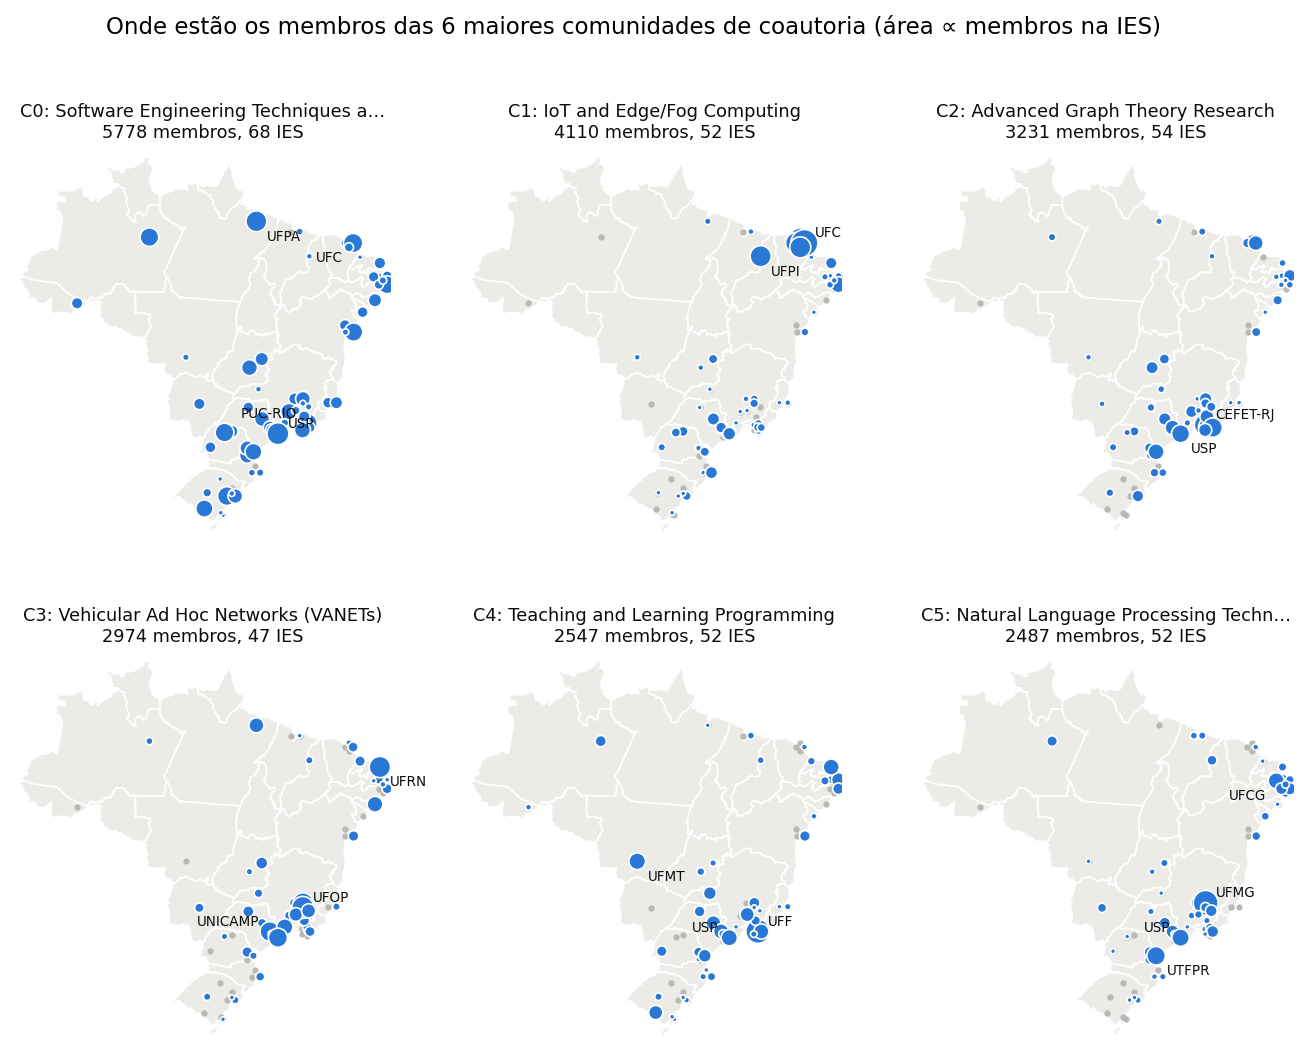 Onde estão os membros das 6 maiores comunidades de coautoria (área ∝ membros na IES)
C0: Software Engineering Techniques a...
5778 membros, 68 IES
UFPA
UFC
PUC-RIO
USP
C1: IoT and Edge/Fog Computing
4110 membros, 52 IES
UFC
UFPI
C2: Advanced Graph Theory Research
3231 membros, 54 IES
CEFET-RJ
USP
C3: Vehicular Ad Hoc Networks (VANETs)
2974 membros, 47 IES
UFRN
UFOP
UNICAMP
C4: Teaching and Learning Programming
2547 membros, 52 IES
UFMT
USP
UFF
C5: Natural Language Processing Techn...
2487 membros, 52 IES
UFCG
UFMG
USP
UTFPR